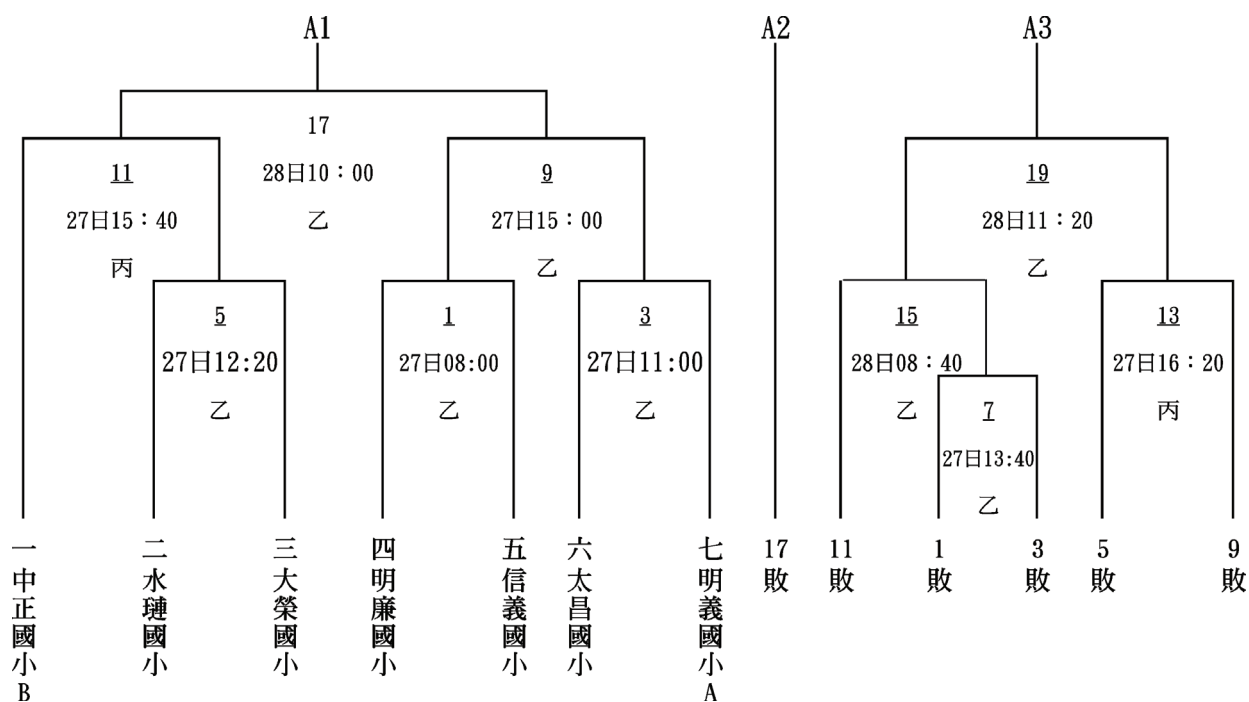 A1
A2
A3
17
28日10：00
乙
11
27日15：40
丙
9
27日15：00
乙
19
28日11：20
乙
5
27日12:20
乙
1
27日08:00
乙
3
27日11:00
乙
15
28日08：40
乙
13
27日16：20
丙
7
27日13:40
乙
一中正國小B
二水璉國小
三大榮國小
四明廉國小
五信義國小
六太昌國小
七明義國小A
17敗
11敗
1敗
3敗
5敗
9敗